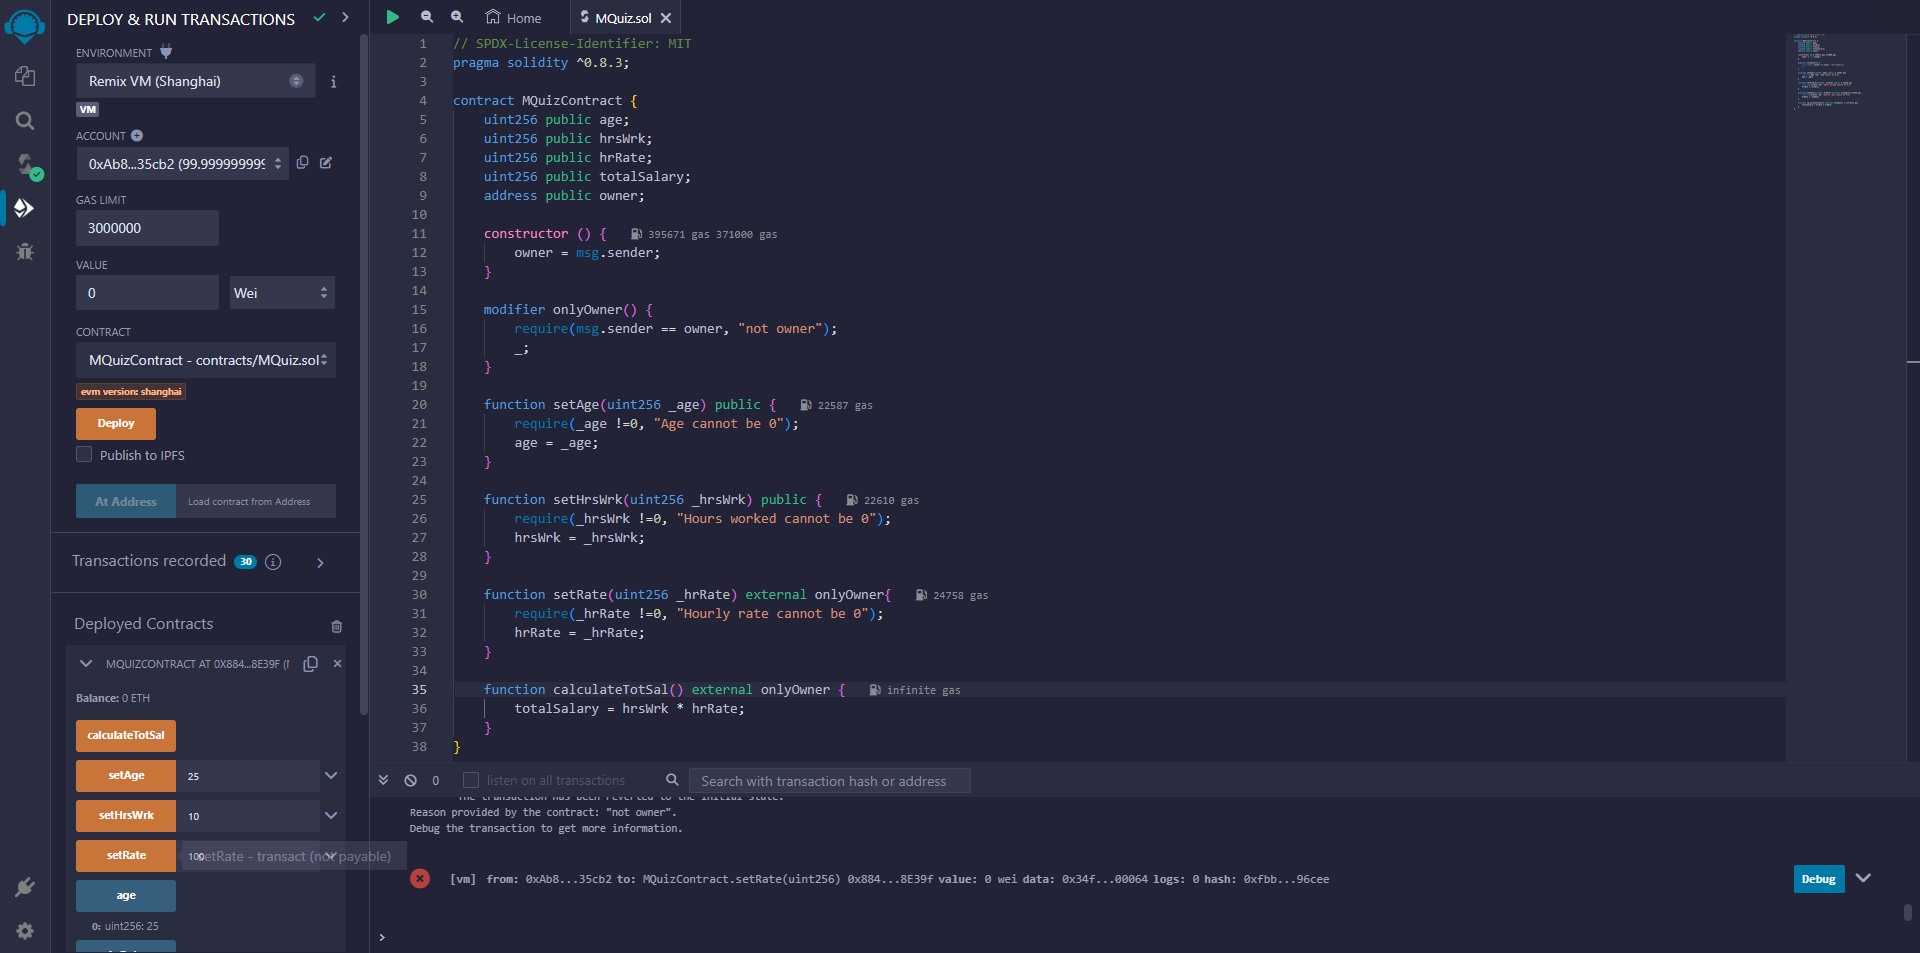 DEPLOY & RUN TRANSACTIONS
ENVIRONMENT
Remix VM (Shanghai)
VM
ACCOUNT
0xAb8...35cb2 (99.9999999999
GAS LIMIT
3000000
VALUE
0
Wei
CONTRACT
MQuizContract - contracts/MQuiz.sol
evm version: shanghai
Deploy
Publish to IPFS
At Address
Load contract from Address
Transactions recorded 30
Deployed Contracts
MQUIZCONTRACT AT 0X884...8E39F (
Balance: 0 ETH
calculateTotSal
setAge 25
setHrsWrk 10
setRate 100
setRate - transact (not payable)
age
0: uint256: 25
Home
MQuiz.sol
1 // SPDX-License-Identifier: MIT
2 pragma solidity ^0.8.3;
3
4 contract MQuizContract {
5 uint256 public age;
6 uint256 public hrsWrk;
7 uint256 public hrRate;
8 uint256 public totalSalary;
9 address public owner;
10
11 constructor () { 395671 gas 371000 gas
12 owner = msg.sender;
13 }
14
15 modifier onlyOwner() {
16 require(msg.sender == owner, "not owner");
17 _;
18 }
19
20 function setAge(uint256 _age) public { 22587 gas
21 require(_age !=0, "Age cannot be 0");
22 age = _age;
23 }
24
25 function setHrsWrk(uint256 _hrsWrk) public { 22610 gas
26 require(_hrsWrk !=0, "Hours worked cannot be 0");
27 hrsWrk = _hrsWrk;
28 }
29
30 function setRate(uint256 _hrRate) external onlyOwner{ 24758 gas
31 require(_hrRate !=0, "Hourly rate cannot be 0");
32 hrRate = _hrRate;
33 }
34
35 function calculateTotSal() external onlyOwner { infinite gas
36 totalSalary = hrsWrk * hrRate;
37 }
38 }
0 listen on all transactions
Search with transaction hash or address
The transaction has been reverted to the initial state.
Reason provided by the contract: "not owner".
Debug the transaction to get more information.
[vm] from: 0xAb8...35cb2 to: MQuizContract.setRate(uint256) 0x884...8E39f value: 0 wei data: 0x34f...00064 logs: 0 hash: 0xfbb...96cee
Debug
>